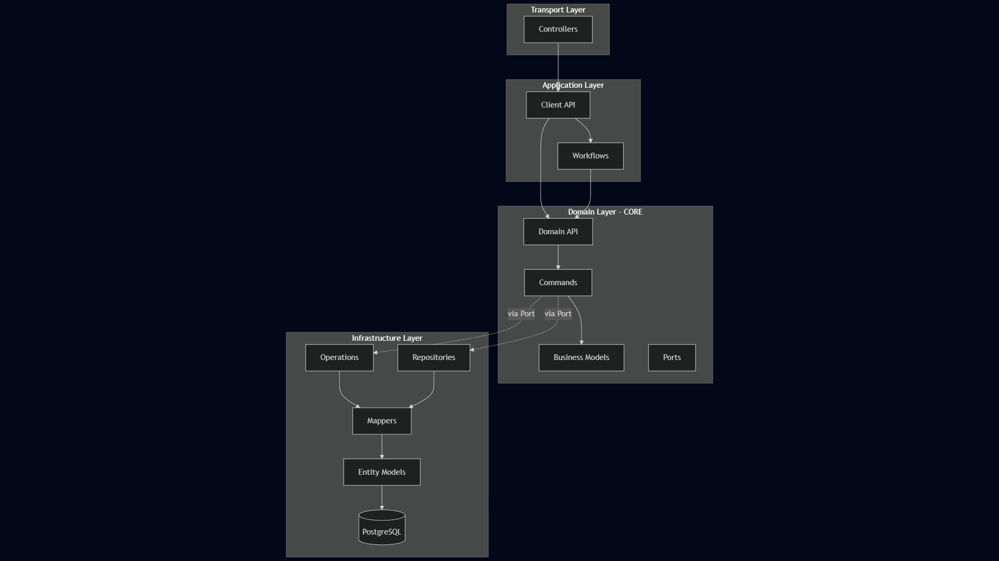 Transport Layer
Controllers
Application Layer
Client API
Workflows
Domain Layer - CORE
Domain API
Commands
via Port
via Port
Infrastructure Layer
Operations
Repositories
Business Models
Ports
Mappers
Entity Models
PostgreSQL